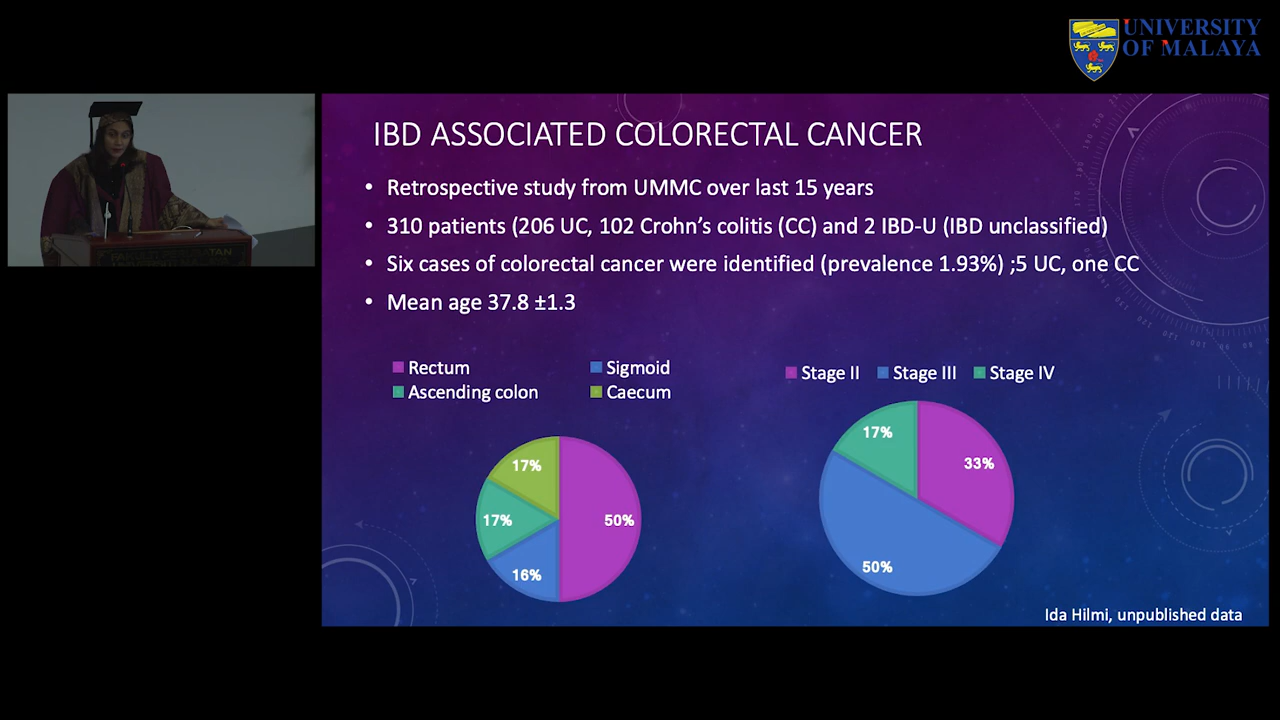 UNIVERSITY
OF MALAYA
IBD ASSOCIATED COLORECTAL CANCER
• Retrospective study from UMMC over last 15 years
• 310 patients (206 UC, 102 Crohn’s colitis (CC) and 2 IBD-U (IBD unclassified)
• Six cases of colorectal cancer were identified (prevalence 1.93%) ;5 UC, one CC
• Mean age 37.8 ±1.3
Rectum Sigmoid
Ascending colon Caecum
17%
17% 50%
16%
Stage II Stage III Stage IV
17%
33%
50%
Ida Hilmi, unpublished data